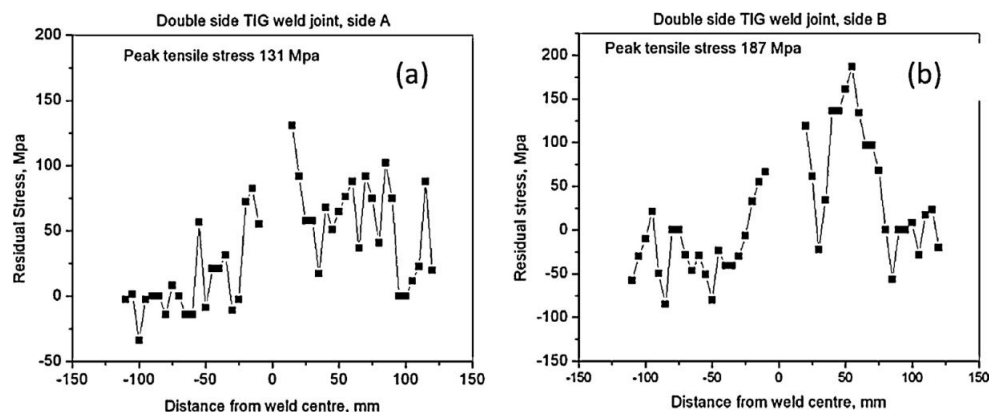 Double side TIG weld joint, side A
Peak tensile stress 131 Mpa
(a)
200
150
100
50
0
-50
Residual Stress, Mpa
-150
-100
-50
0
50
100
150
Distance from weld centre, mm
Double side TIG weld joint, side B
Peak tensile stress 187 Mpa
(b)
200
150
100
50
0
-50
-100
-150
Residual stress, Mpa
-150
-100
-50
0
50
100
150
Distance from weld centre, mm